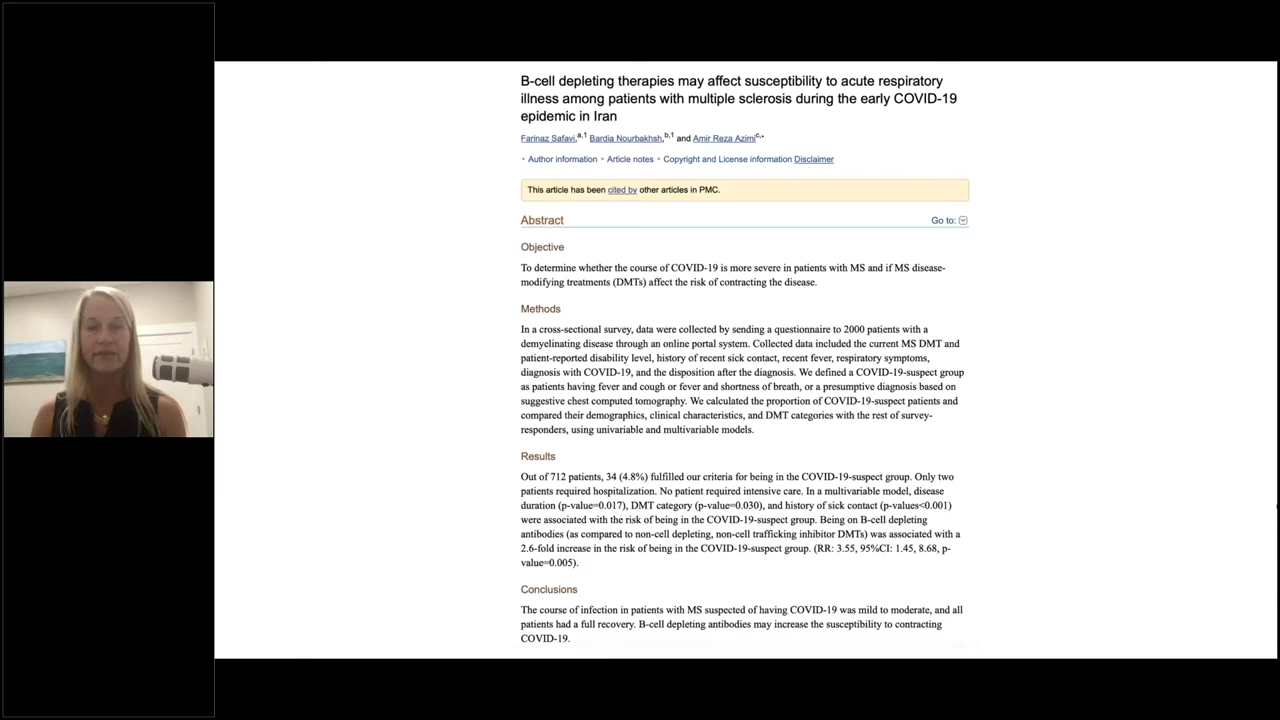 B-cell depleting therapies may affect susceptibility to acute respiratory
illness among patients with multiple sclerosis during the early COVID-19
epidemic in Iran
Farinaz Safavi,a,1 Bardia Nourbakhsh,b,1 and Amir Reza Azimic,*
• Author information • Article notes • Copyright and License information Disclaimer
This article has been cited by other articles in PMC.
Abstract Go to:
Objective
To determine whether the course of COVID-19 is more severe in patients with MS and if MS disease-
modifying treatments (DMTs) affect the risk of contracting the disease.
Methods
In a cross-sectional survey, data were collected by sending a questionnaire to 2000 patients with a
demyelinating disease through an online portal system. Collected data included the current MS DMT and
patient-reported disability level, history of recent sick contact, recent fever, respiratory symptoms,
diagnosis with COVID-19, and the disposition after the diagnosis. We defined a COVID-19-suspect group
as patients having fever and cough or fever and shortness of breath, or a presumptive diagnosis based on
suggestive chest computed tomography. We calculated the proportion of COVID-19-suspect patients and
compared their demographics, clinical characteristics, and DMT categories with the rest of survey-
responders, using univariable and multivariable models.
Results
Out of 712 patients, 34 (4.8%) fulfilled our criteria for being in the COVID-19-suspect group. Only two
patients required hospitalization. No patient required intensive care. In a multivariable model, disease
duration (p-value=0.017), DMT category (p-value=0.030), and history of sick contact (p-values<0.001)
were associated with the risk of being in the COVID-19-suspect group. Being on B-cell depleting
antibodies (as compared to non-cell depleting, non-cell trafficking inhibitor DMTs) was associated with a
2.6-fold increase in the risk of being in the COVID-19-suspect group. (RR: 3.55, 95%CI: 1.45, 8.68, p-
value=0.005).
Conclusions
The course of infection in patients with MS suspected of having COVID-19 was mild to moderate, and all
patients had a full recovery. B-cell depleting antibodies may increase the susceptibility to contracting
COVID-19.